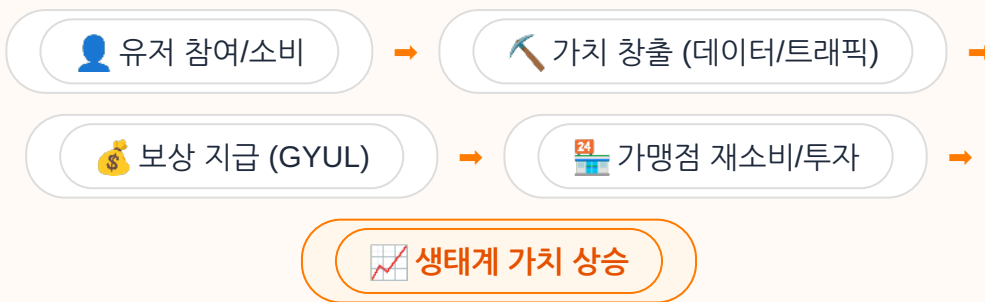 👤 유저 참여/소비 ➡ ⛏️ 가치 창출 (데이터/트래픽) ➡
💰 보상 지급 (GYUL) ➡ 🏪 가맹점 재소비/투자 ➡
📈 생태계 가치 상승